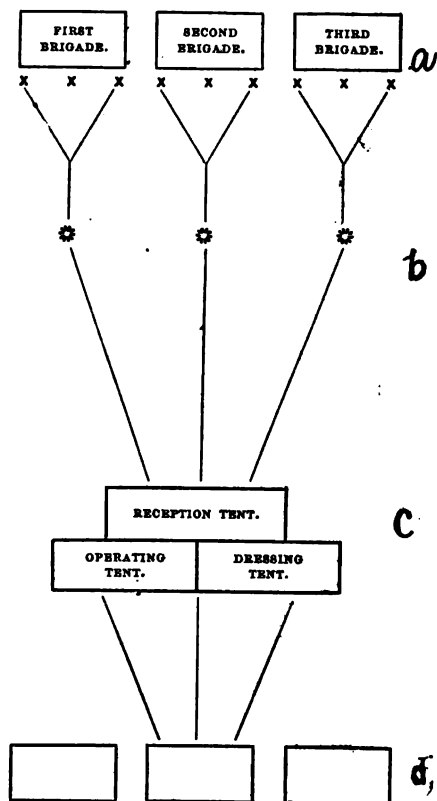 FIRST BRIGADE.
SECOND BRIGADE.
THIRD BRIGADE.
a
x x x x x x x x x
b
RECEPTION TENT.
c
OPERATING TENT.
DRESSING TENT.
d,